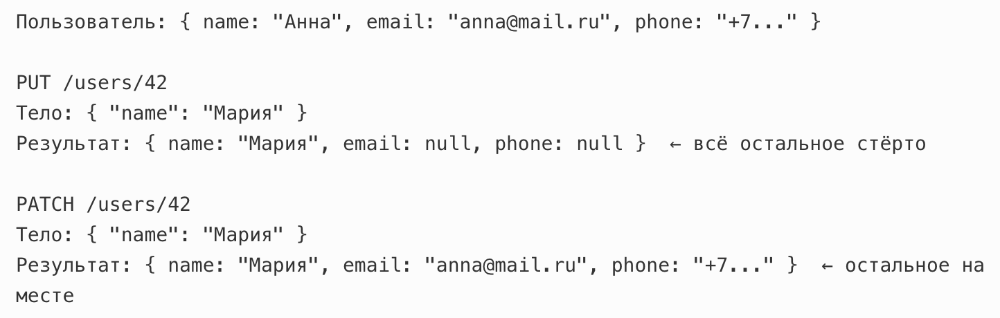 Пользователь: { name: "Анна", email: "anna@mail.ru", phone: "+7..." }
PUT /users/42
Тело: { "name": "Мария" }
Результат: { name: "Мария", email: null, phone: null }  ← всё остальное стёрто
PATCH /users/42
Тело: { "name": "Мария" }
Результат: { name: "Мария", email: "anna@mail.ru", phone: "+7..." }  ← остальное на
месте